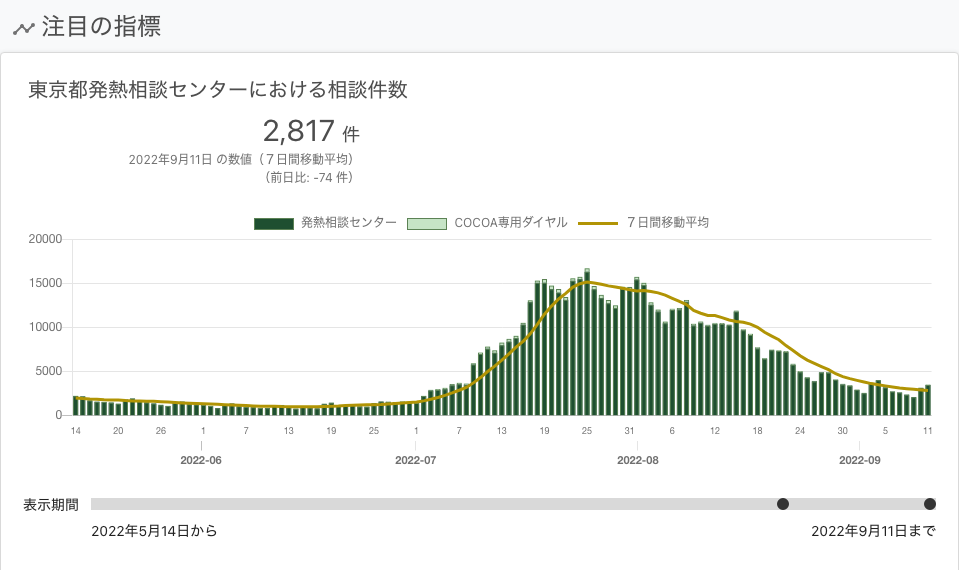 注目の指標
東京都発熱相談センターにおける相談件数
2,817 件
2022年9月11日 の数値（７日間移動平均）
（前日比: -74 件）
発熱相談センター COCOA専用ダイヤル ７日間移動平均
20000
15000
10000
5000
0
14 20 26 1 7 13 19 25 1 7 13 19 25 31 6 12 18 24 30 5 11
2022-06 2022-07 2022-08 2022-09
表示期間
2022年5月14日から 2022年9月11日まで